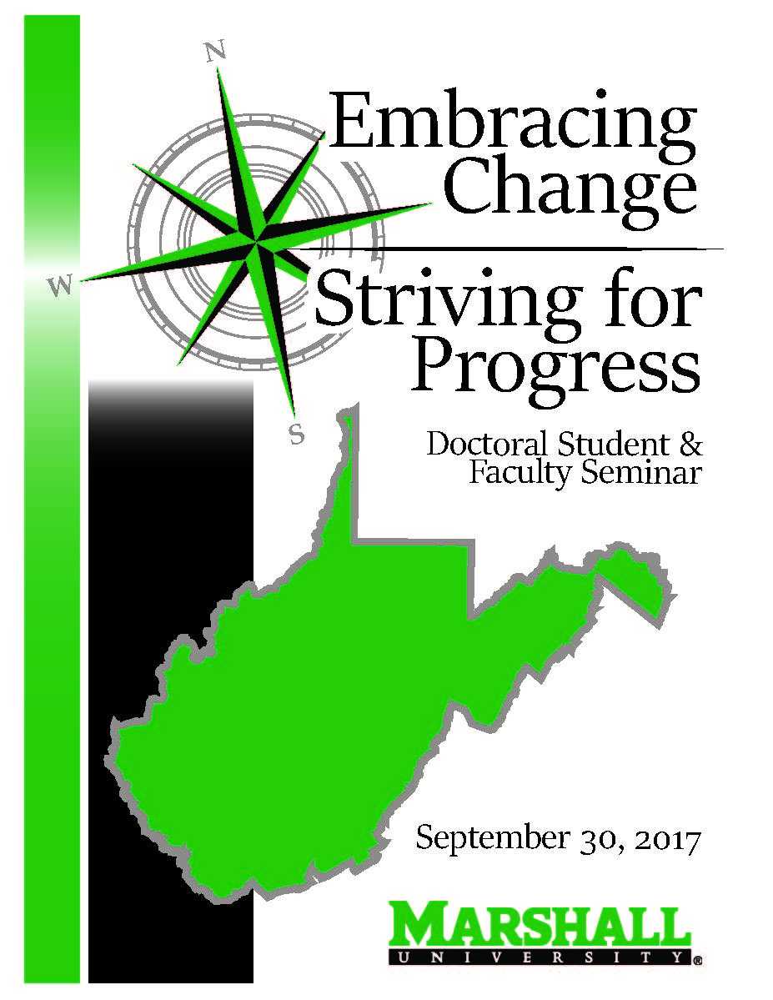 N
Embracing
Change
W
Striving for
Progress
S
Doctoral Student &
Faculty Seminar
September 30, 2017
MARSHALL
UNIVERSITY®